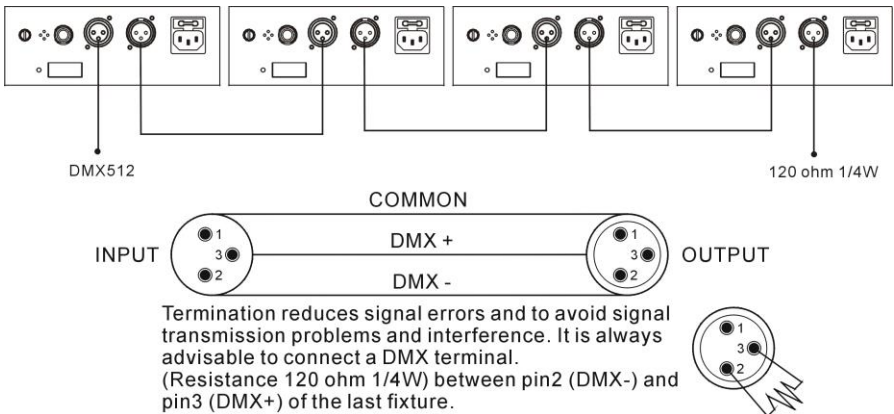 DMX512
120 ohm 1/4W
COMMON
INPUT
1
3
2
DMX +
DMX -
1
3
2
OUTPUT
Termination reduces signal errors and to avoid signal
transmission problems and interference. It is always
advisable to connect a DMX terminal.
(Resistance 120 ohm 1/4W) between pin2 (DMX-) and
pin3 (DMX+) of the last fixture.
1
3
2